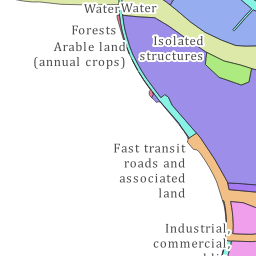 Water Water
Forests
Arable land
(annual crops)
Isolated
structures
Fast transit
roads and
associated
land
Industrial,
commercial,